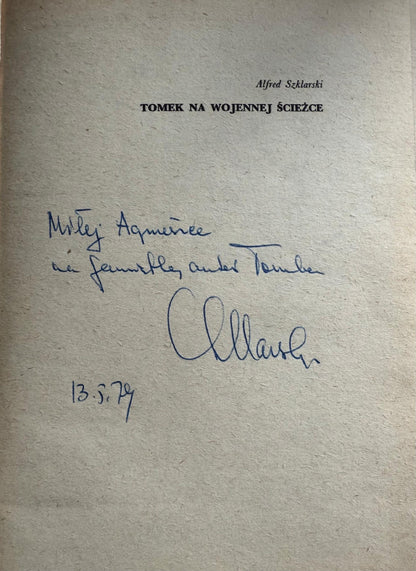 Alfred Szklarski
TOMEK NA WOJENNEJ ŚCIEŻCE
Miłej Agnieszce
na pamiątkę autor Tomka
13.5.79